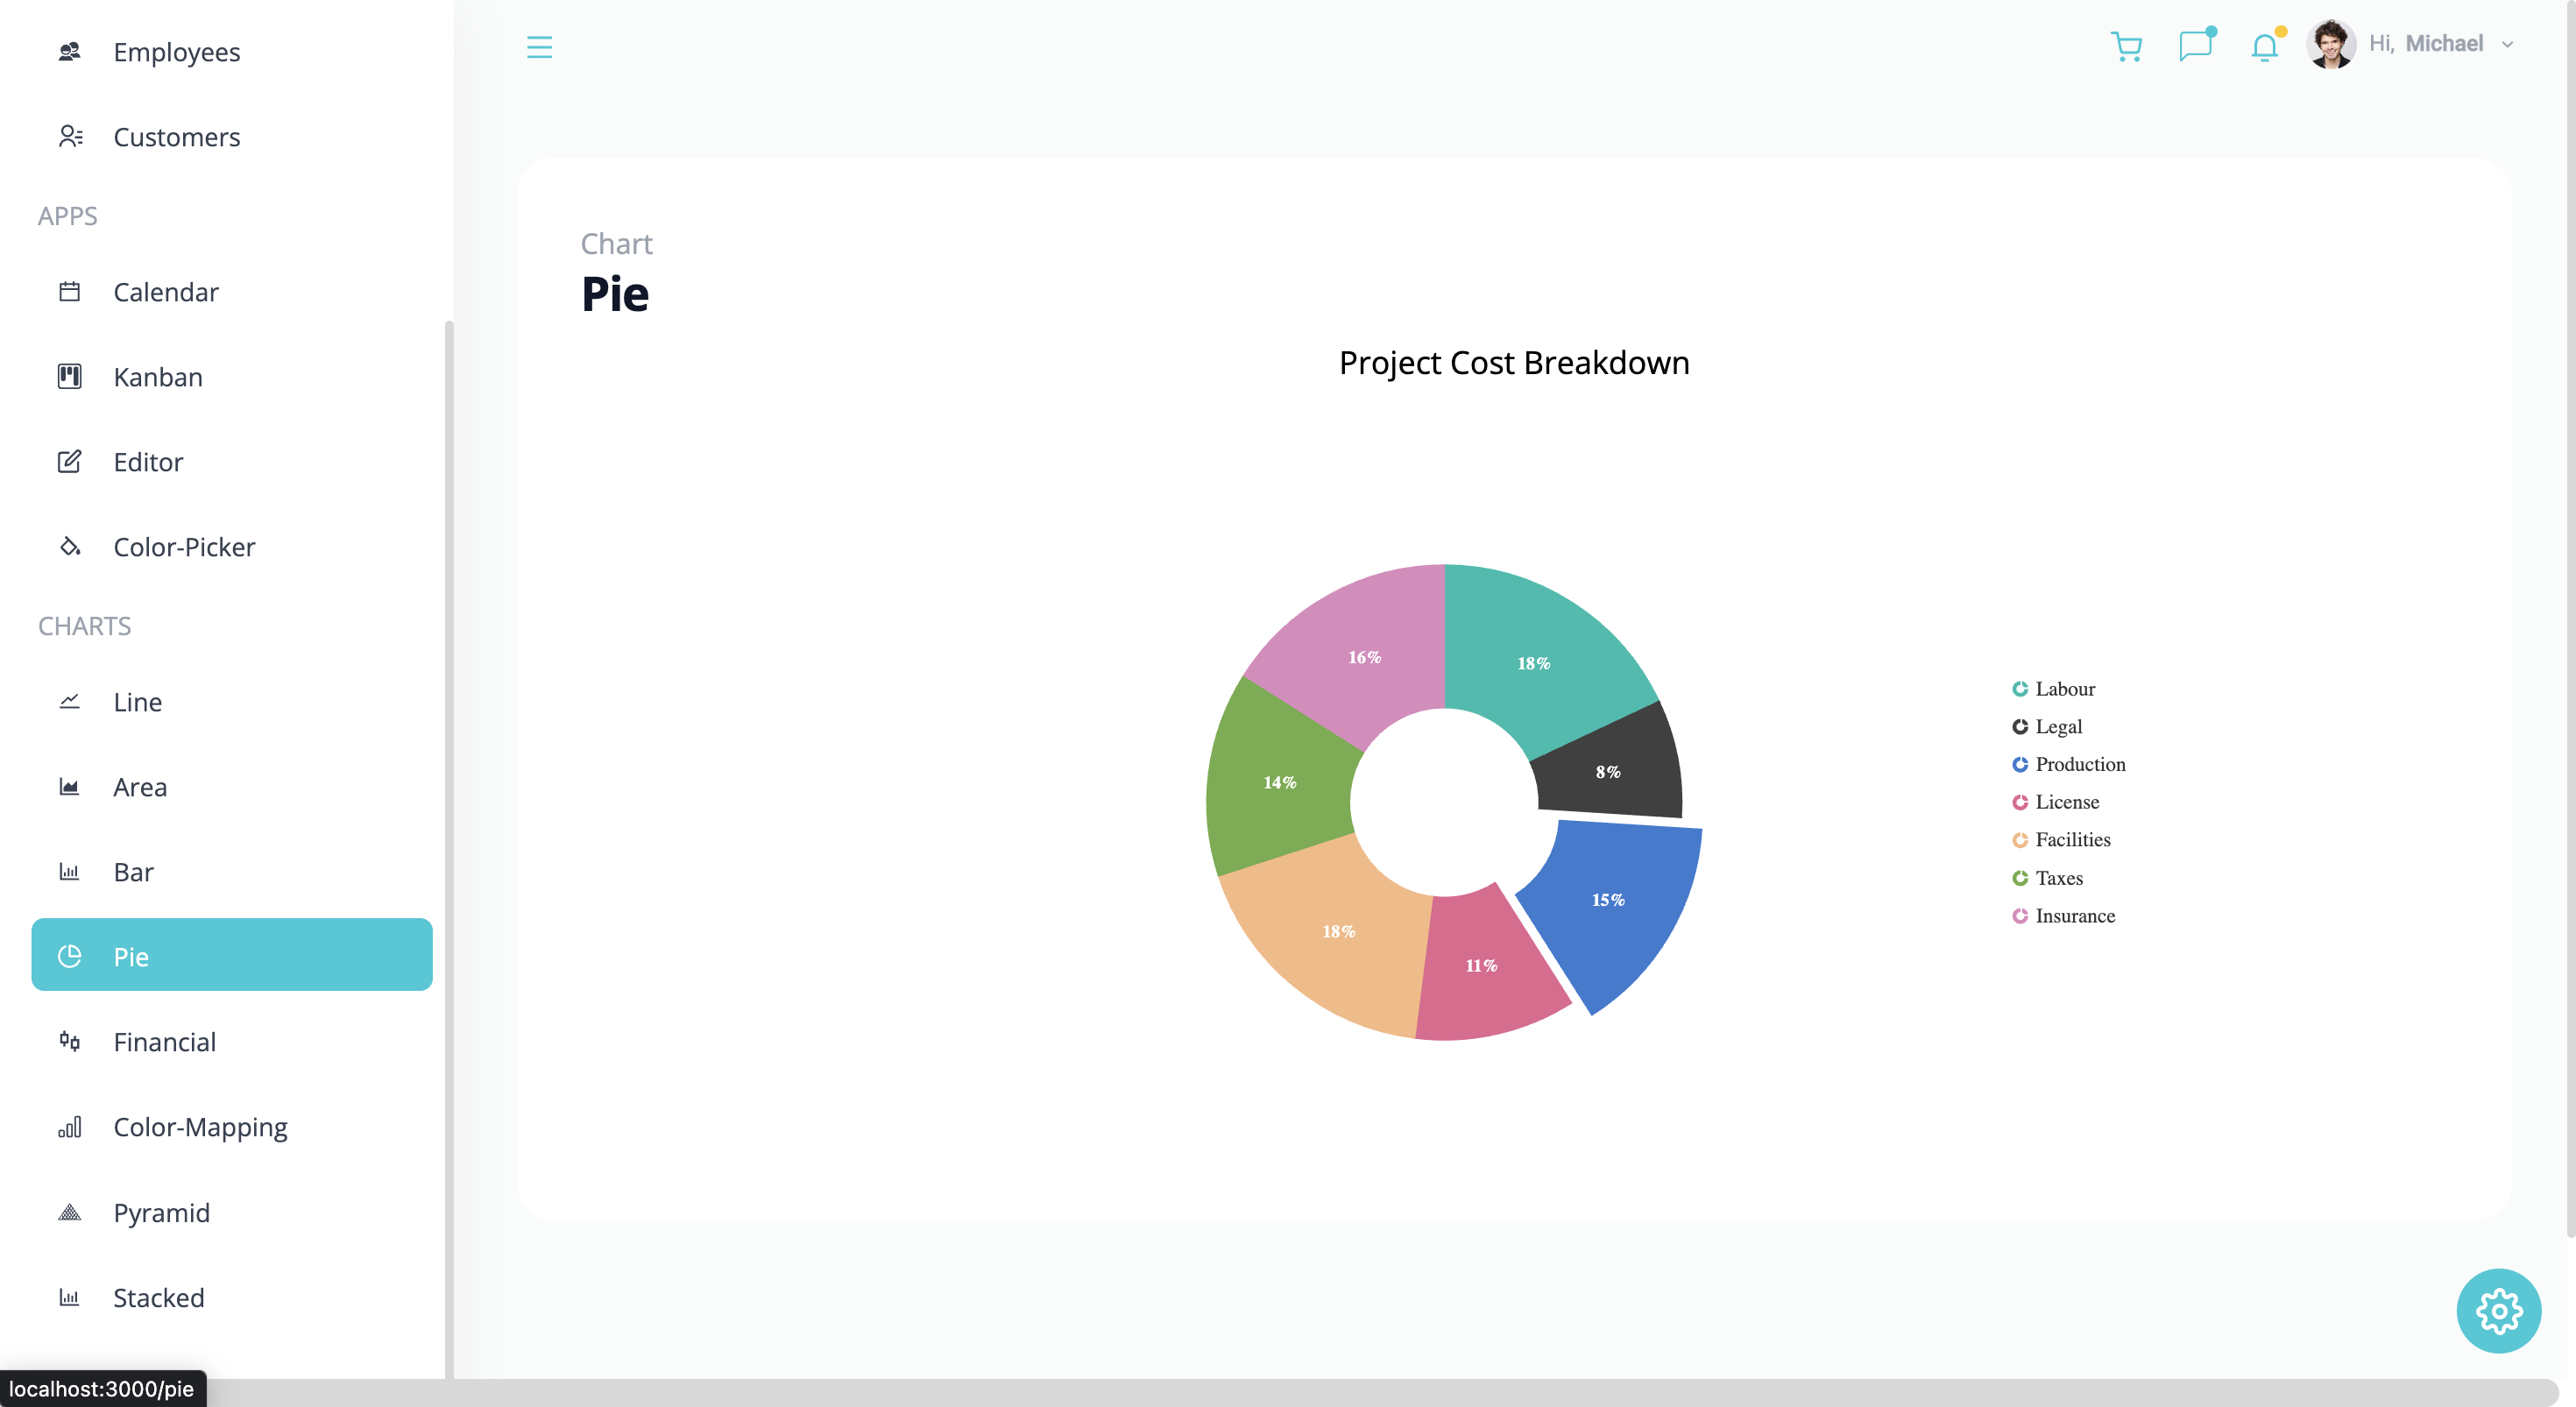 Employees
Customers
APPS
Calendar
Kanban
Editor
Color-Picker
CHARTS
Line
Area
Bar
Pie
Financial
Color-Mapping
Pyramid
Stacked
localhost:3000/pie
Hi, Michael
Chart
Pie
Project Cost Breakdown
16%
18%
8%
14%
15%
18%
11%
Labour
Legal
Production
License
Facilities
Taxes
Insurance